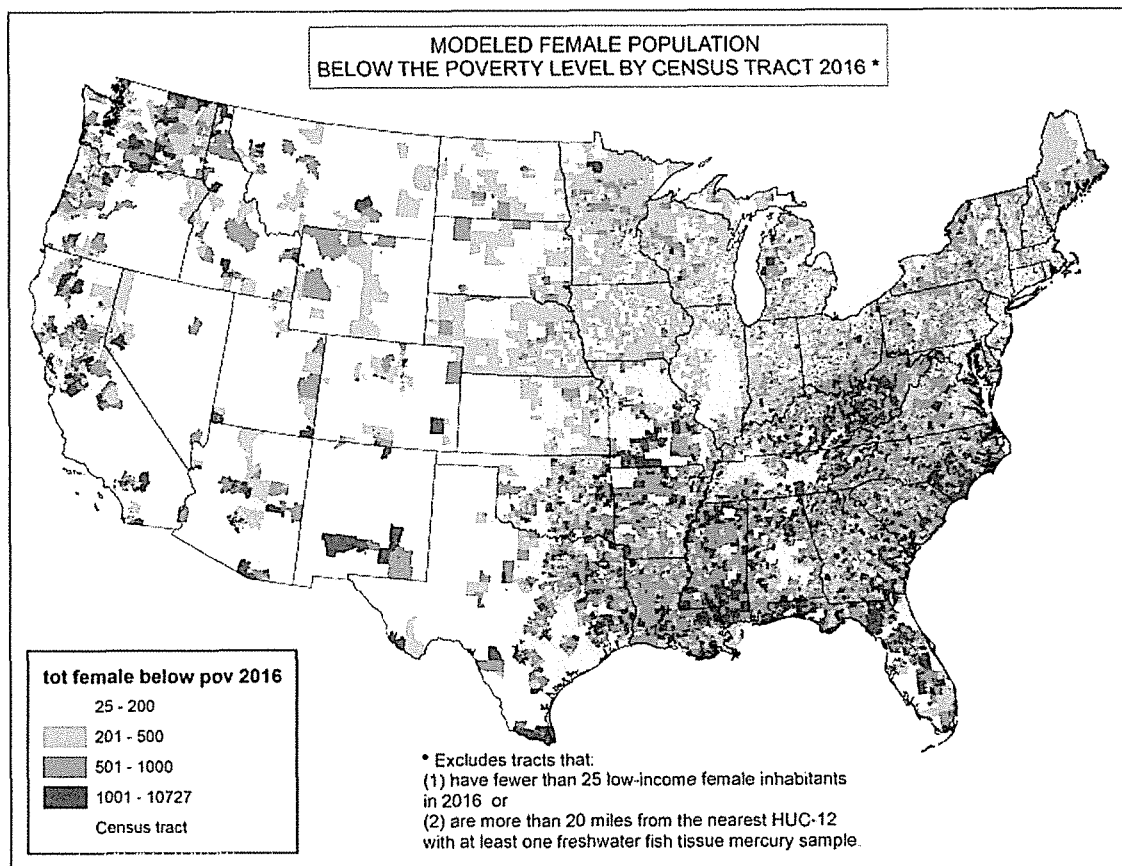 MODELED FEMALE POPULATION
BELOW THE POVERTY LEVEL BY CENSUS TRACT 2016 *
tot female below pov 2016
25 - 200
201 - 500
501 - 1000
1001 - 10727
Census tract
* Excludes tracts that:
(1) have fewer than 25 low-income female inhabitants
in 2016 or
(2) are more than 20 miles from the nearest HUC-12
with at least one freshwater fish tissue mercury sample.